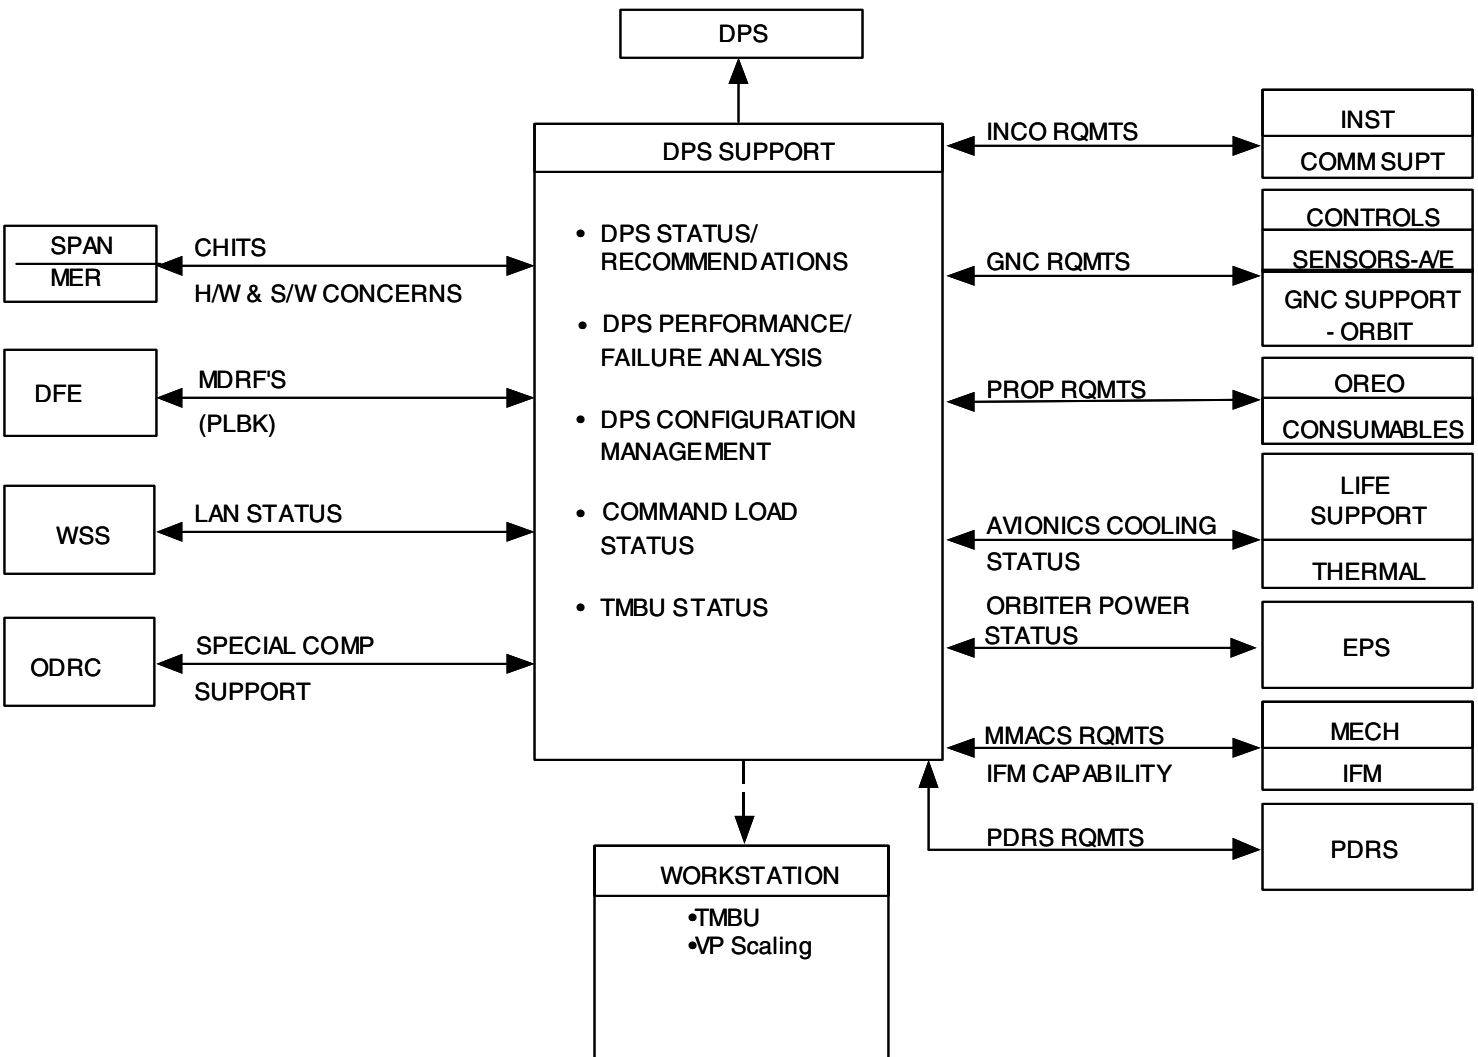 DPS
DPS SUPPORT
• DPS STATUS/
RECOMMENDATIONS
• DPS PERFORMANCE/
FAILURE ANALYSIS
• DPS CONFIGURATION
MANAGEMENT
• COMMAND LOAD
STATUS
• TMBU STATUS
SPAN
MER
CHITS
H/W & S/W CONCERNS
DFE
MDRF'S
(PLBK)
WSS
LAN STATUS
ODRC
SPECIAL COMP
SUPPORT
INCO RQMTS
INST
COMM SUPT
GNC RQMTS
CONTROLS
SENSORS-A/E
GNC SUPPORT
- ORBIT
PROP RQMTS
OREO
CONSUMABLES
AVIONICS COOLING
STATUS
LIFE
SUPPORT
THERMAL
ORBITER POWER
STATUS
EPS
MMACS RQMTS
IFM CAPABILITY
MECH
IFM
PDRS RQMTS
PDRS
WORKSTATION
•TMBU
•VP Scaling